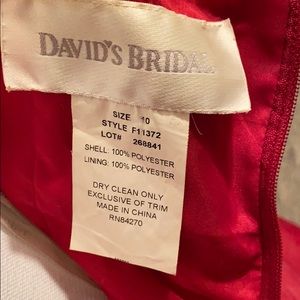 DAVID'S BRIDAL
SIZE 10
STYLE F11372
LOT# 268841
SHELL: 100% POLYESTER
LINING: 100% POLYESTER
DRY CLEAN ONLY
EXCLUSIVE OF TRIM
MADE IN CHINA
RN84270